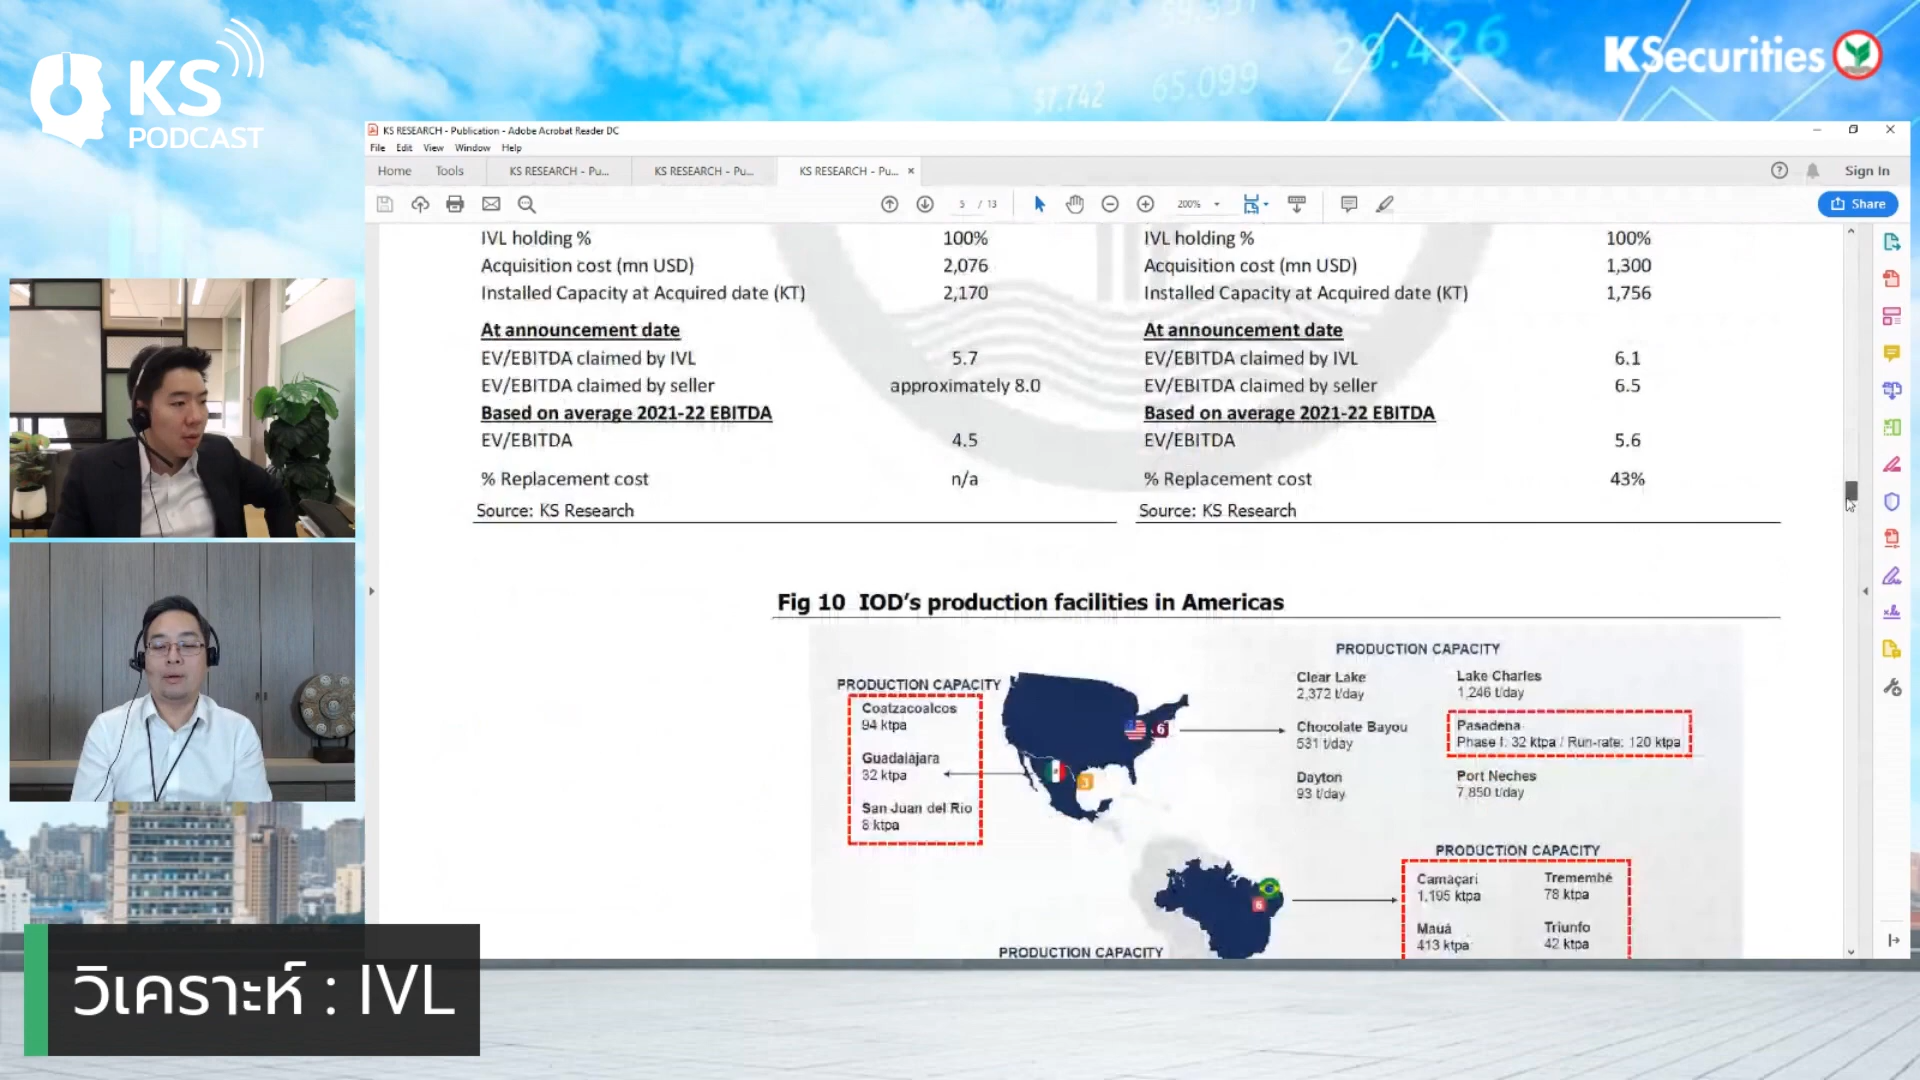 59.351
29.426
57.742
65.099
KS
PODCAST
KSecurities
KS RESEARCH - Publication - Adobe Acrobat Reader DC
File Edit View Window Help
Home Tools KS RESEARCH - Pu... KS RESEARCH - Pu... KS RESEARCH - Pu... × Sign In
5 / 13 200% Share
IVL holding % 100% IVL holding % 100%
Acquisition cost (mn USD) 2,076 Acquisition cost (mn USD) 1,300
Installed Capacity at Acquired date (KT) 2,170 Installed Capacity at Acquired date (KT) 1,756
At announcement date At announcement date
EV/EBITDA claimed by IVL 5.7 EV/EBITDA claimed by IVL 6.1
EV/EBITDA claimed by seller approximately 8.0 EV/EBITDA claimed by seller 6.5
Based on average 2021-22 EBITDA Based on average 2021-22 EBITDA
EV/EBITDA 4.5 EV/EBITDA 5.6
% Replacement cost n/a % Replacement cost 43%
Source: KS Research Source: KS Research
Fig 10 IOD's production facilities in Americas
PRODUCTION CAPACITY
Coatzacoalcos
94 ktpa
Guadalajara
32 ktpa
San Juan del Rio
8 ktpa
6
3
6
PRODUCTION CAPACITY
Clear Lake Lake Charles
2,372 t/day 1,246 t/day
Chocolate Bayou Pasadena
531 t/day Phase I: 32 ktpa / Run-rate: 120 ktpa
Dayton Port Neches
93 t/day 7,850 t/day
PRODUCTION CAPACITY
Camaçari Tremembé
1,195 ktpa 78 ktpa
Mauá Triunfo
413 ktpa 42 ktpa
PRODUCTION CAPACITY
วิเคราะห์ : IVL